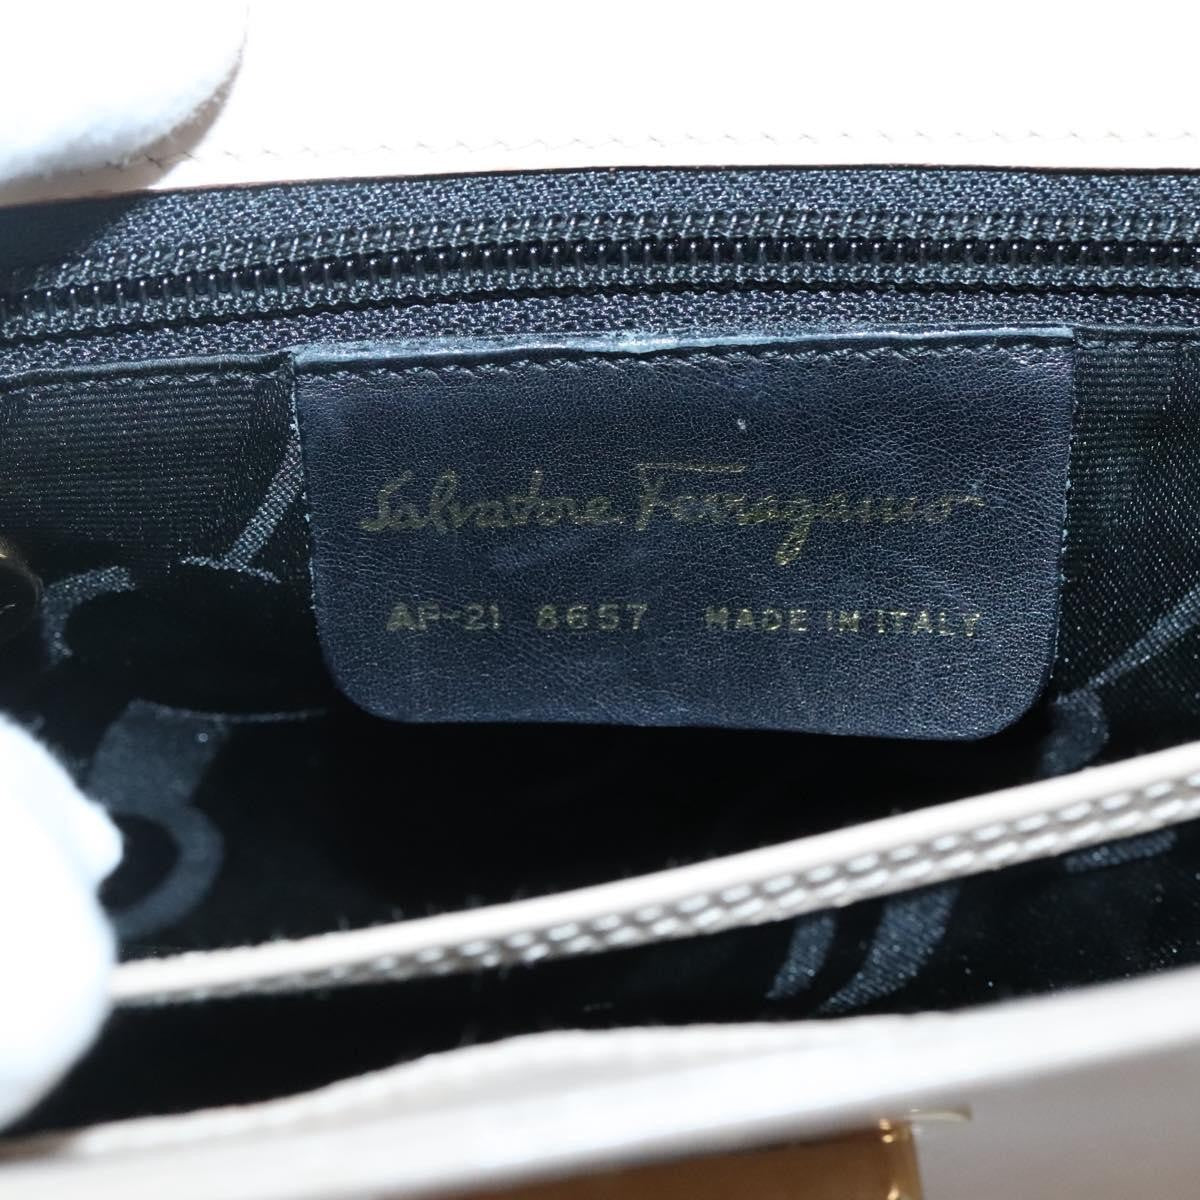 Salvatore Ferragamo
AP-21 8657 MADE IN ITALY